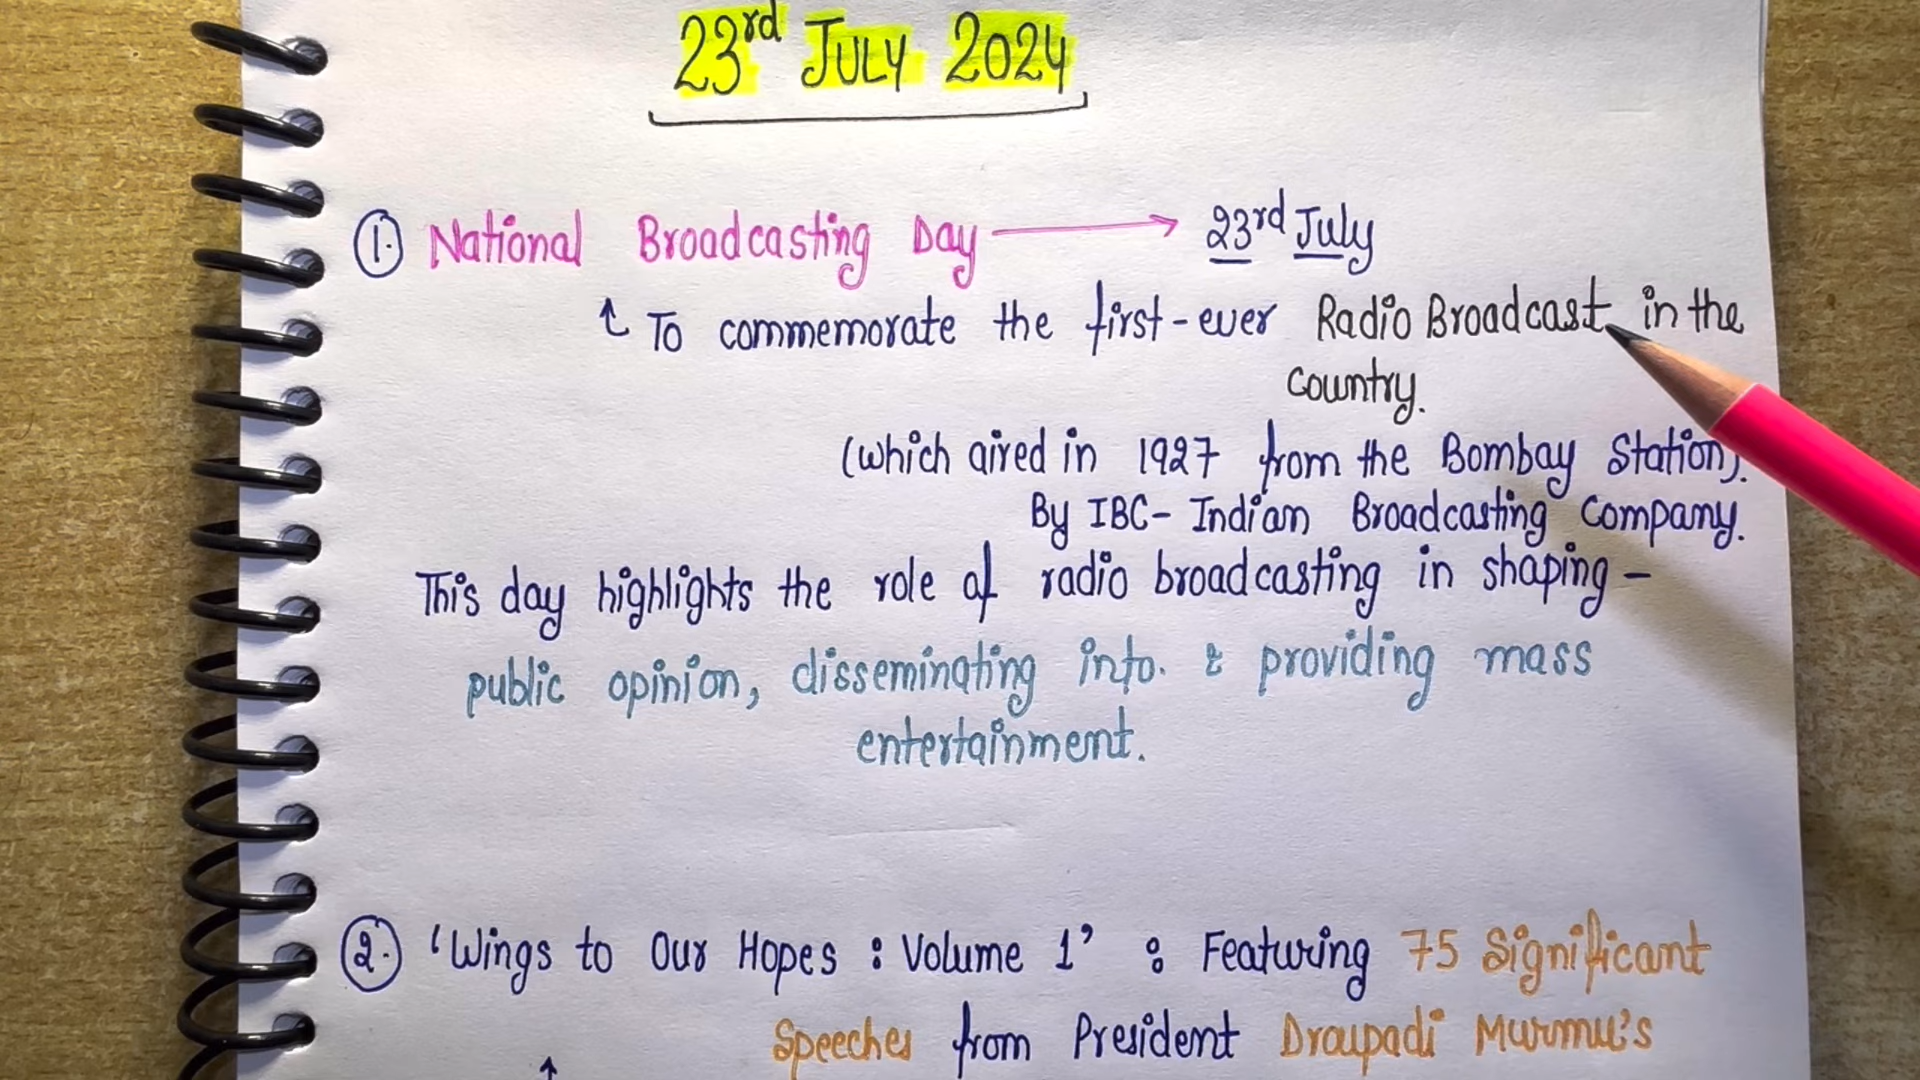 23rd JULY 2024
1. National Broadcasting Day → 23rd July
↳ To commemorate the first-ever Radio Broadcast in the
country.
(which aired in 1927 from the Bombay Station).
By IBC- Indian Broadcasting Company.
This day highlights the role of radio broadcasting in shaping -
public opinion, disseminating info. & providing mass
entertainment.
2. 'Wings to Our Hopes : Volume 1' : Featuring 75 Significant
Speeches from President Draupadi Murmu's